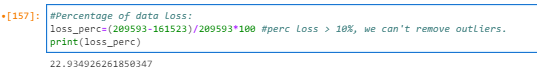 [157]: #Percentage of data loss:
loss_perc=(209593-161523)/209593*100 #perc loss > 10%, we can't remove outliers.
print(loss_perc)
22.934926261850347